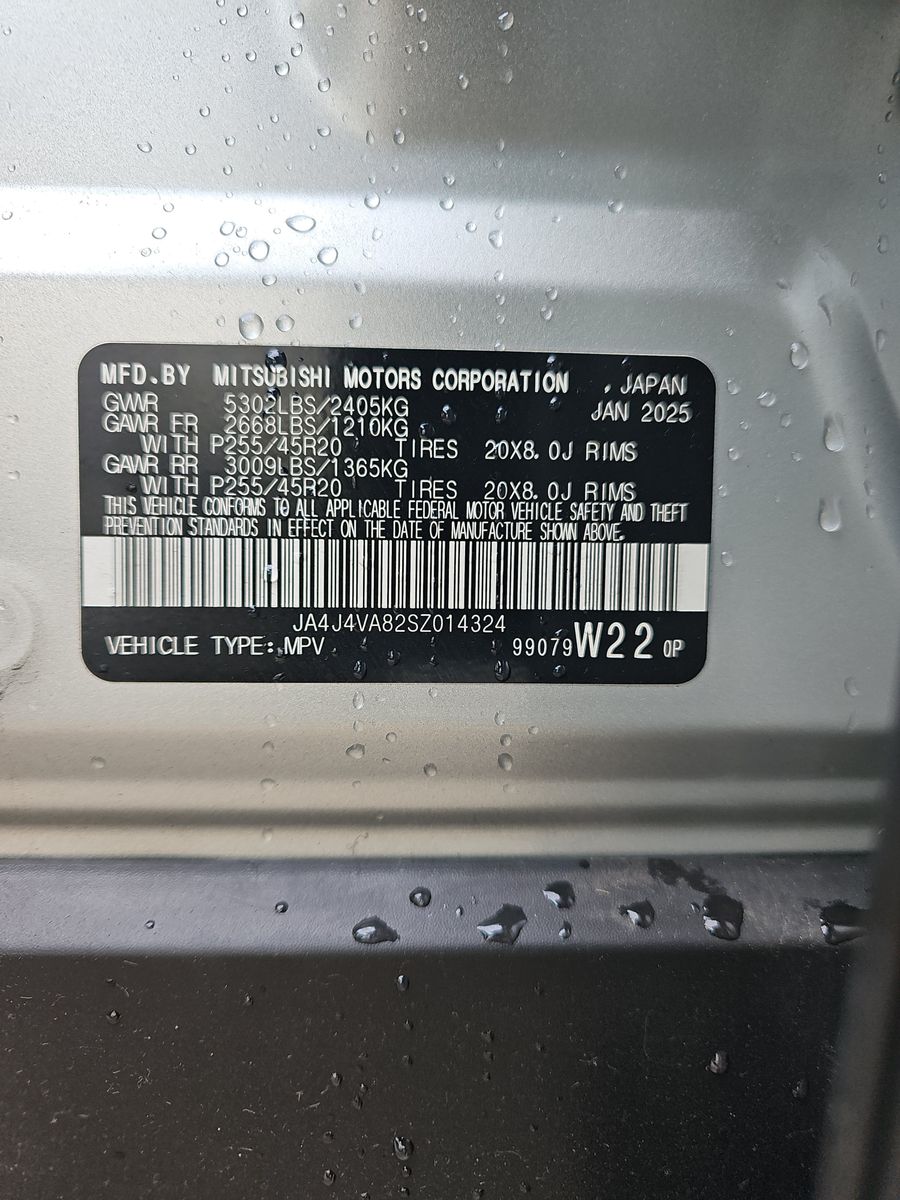 MFD.BY MITSUBISHI MOTORS CORPORATION , JAPAN
GVWR 5302LBS/2405KG JAN 2025
GAWR FR 2668LBS/1210KG
WITH P255/45R20 TIRES 20X8.0J RIMS
GAWR RR 3009LBS/1365KG
WITH P255/45R20 TIRES 20X8.0J RIMS
THIS VEHICLE CONFORMS TO ALL APPLICABLE FEDERAL MOTOR VEHICLE SAFETY AND THEFT
PREVENTION STANDARDS IN EFFECT ON THE DATE OF MANUFACTURE SHOWN ABOVE.
JA4J4VA82SZ014324
VEHICLE TYPE: MPV 99079 W22 0P